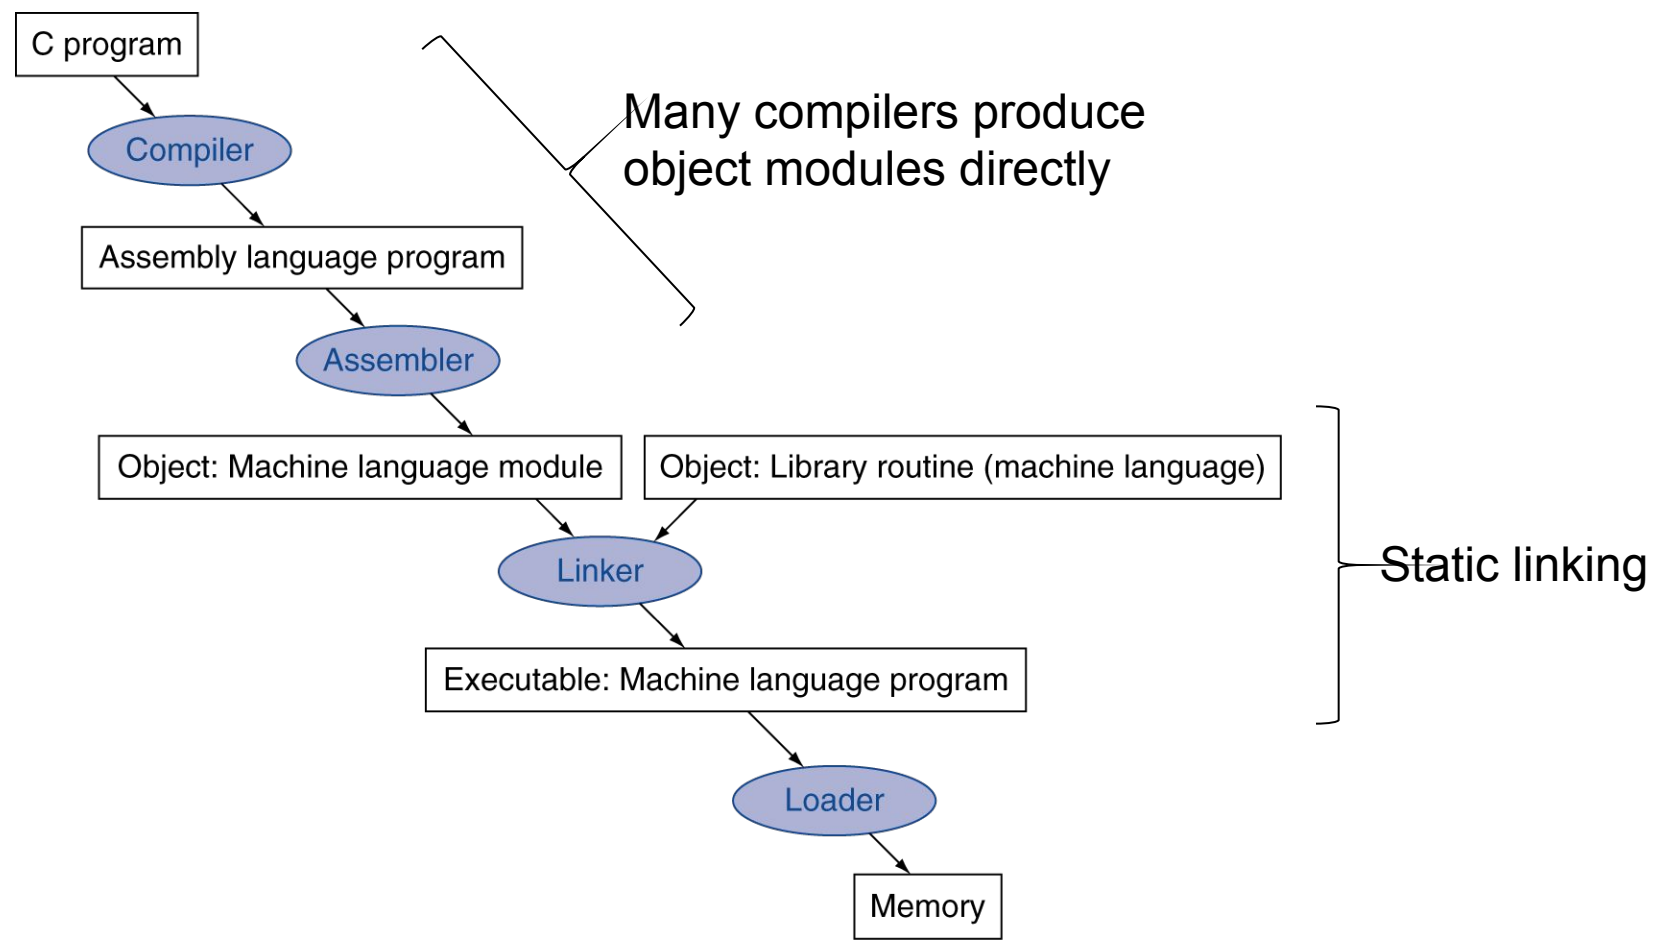 C program
Many compilers produce
object modules directly
Compiler
Assembly language program
Assembler
Object: Machine language module
Object: Library routine (machine language)
Linker
Static linking
Executable: Machine language program
Loader
Memory